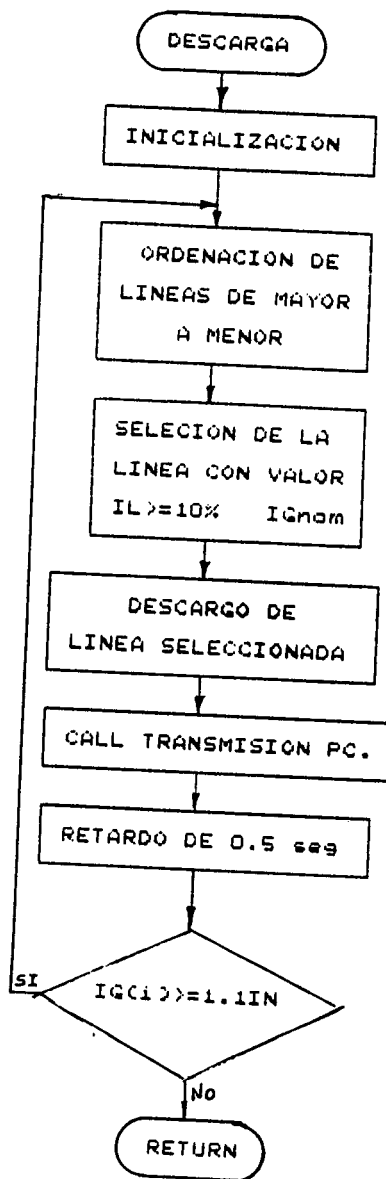 DESCARGA
INICIALIZACION
ORDENACION DE
LINEAS DE MAYOR
A MENOR
SELECION DE LA
LINEA CON VALOR
IL>=10% IGnom
DESCARGO DE
LINEA SELECCIONADA
CALL TRANSMISION PC.
RETARDO DE 0.5 seg
SI
IG(i)>=1.1IN
NO
RETURN